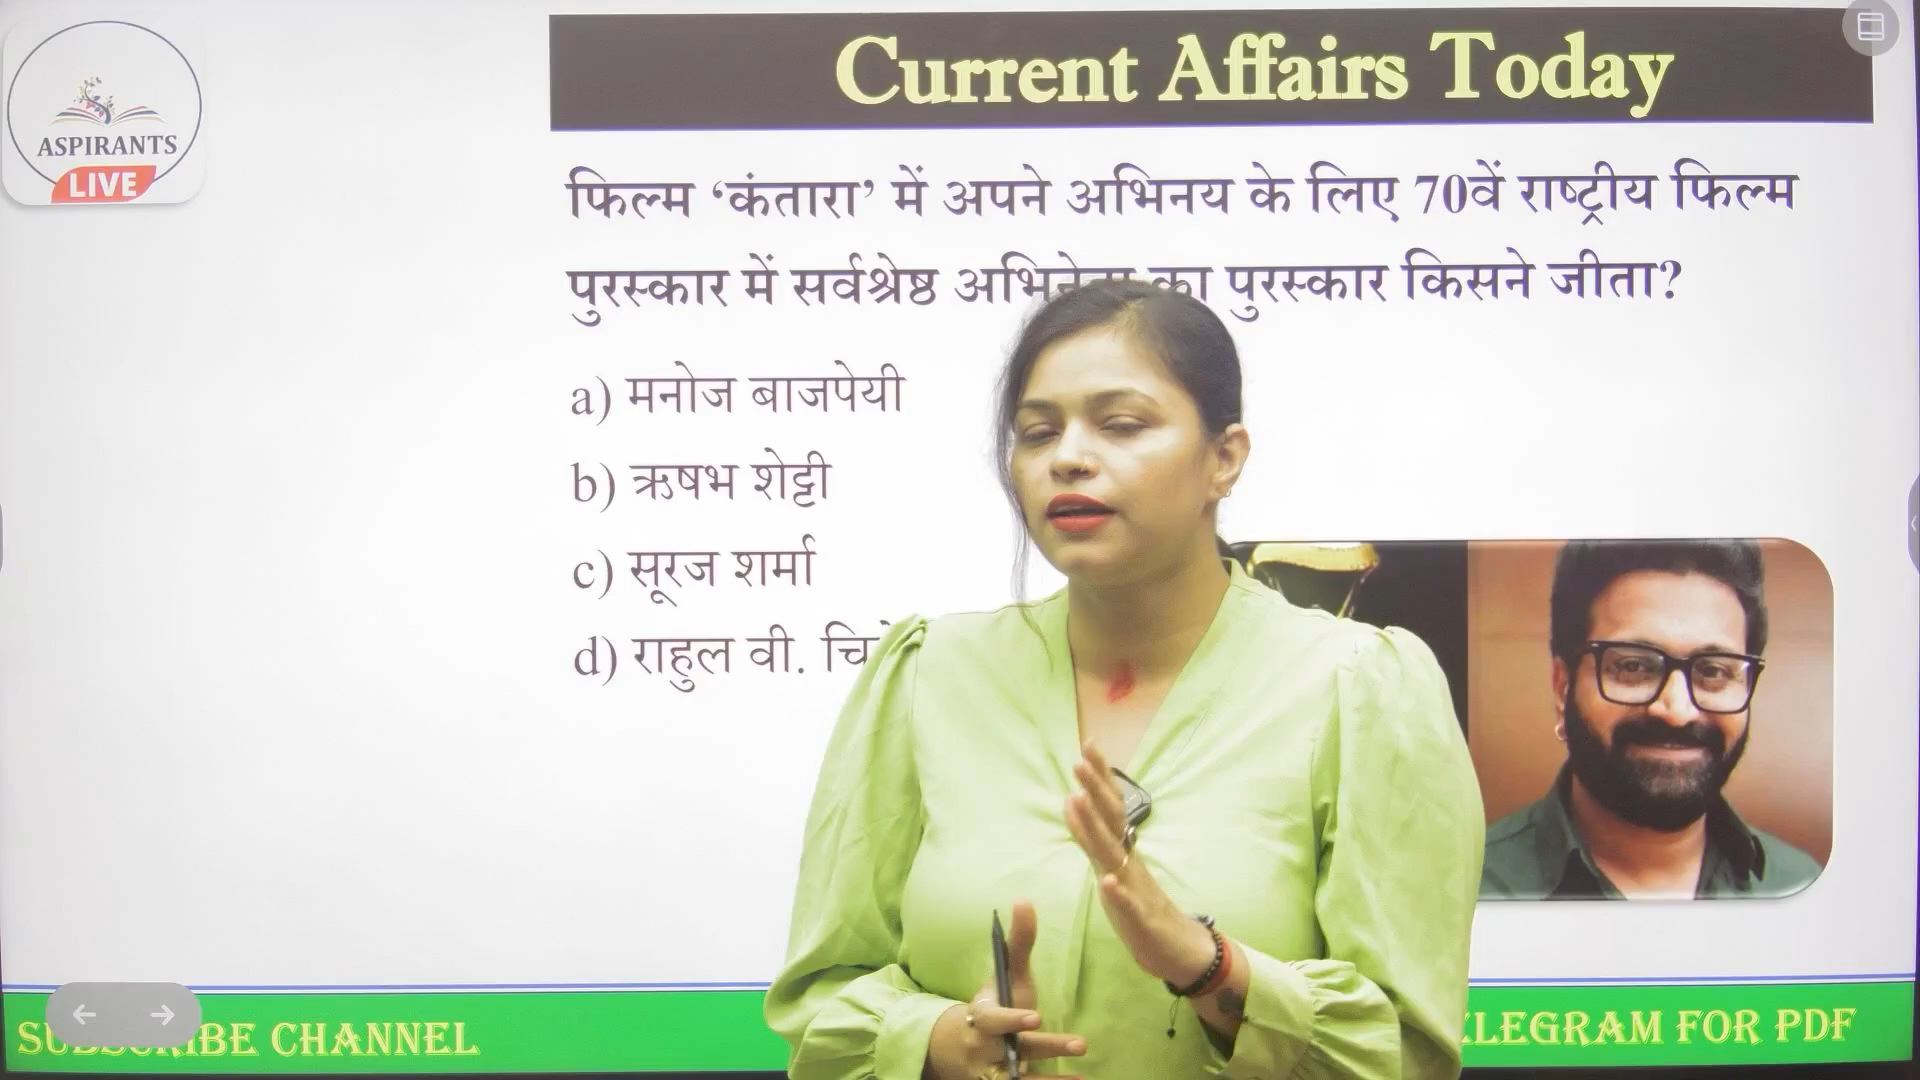 ASPIRANTS
LIVE
Current Affairs Today
फिल्म ‘कंतारा’ में अपने अभिनय के लिए 70वें राष्ट्रीय फिल्म
पुरस्कार में सर्वश्रेष्ठ का पुरस्कार किसने जीता?
a) मनोज बाजपेयी
b) ऋषभ शेट्टी
c) सूरज शर्मा
d) राहुल वी.
CHANNEL
FOR PDF